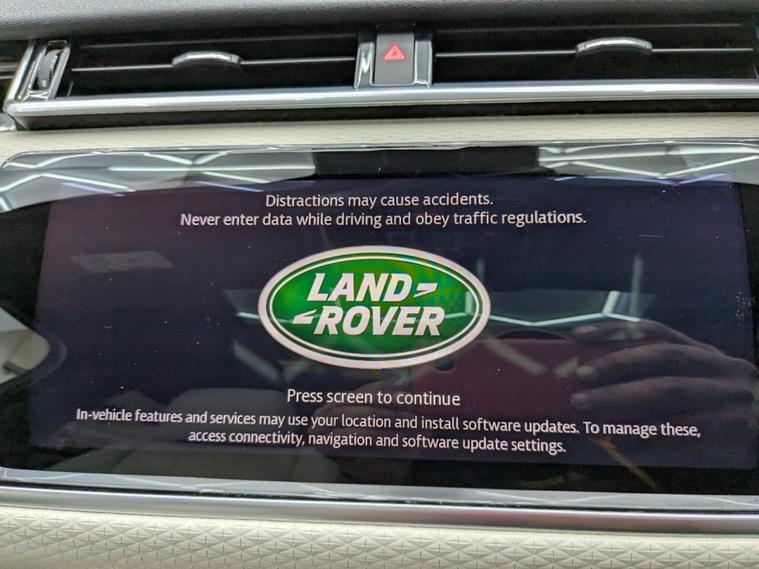 Distractions may cause accidents.
Never enter data while driving and obey traffic regulations.
LAND
ROVER
Press screen to continue
In-vehicle features and services may use your location and install software updates. To manage these,
access connectivity, navigation and software update settings.